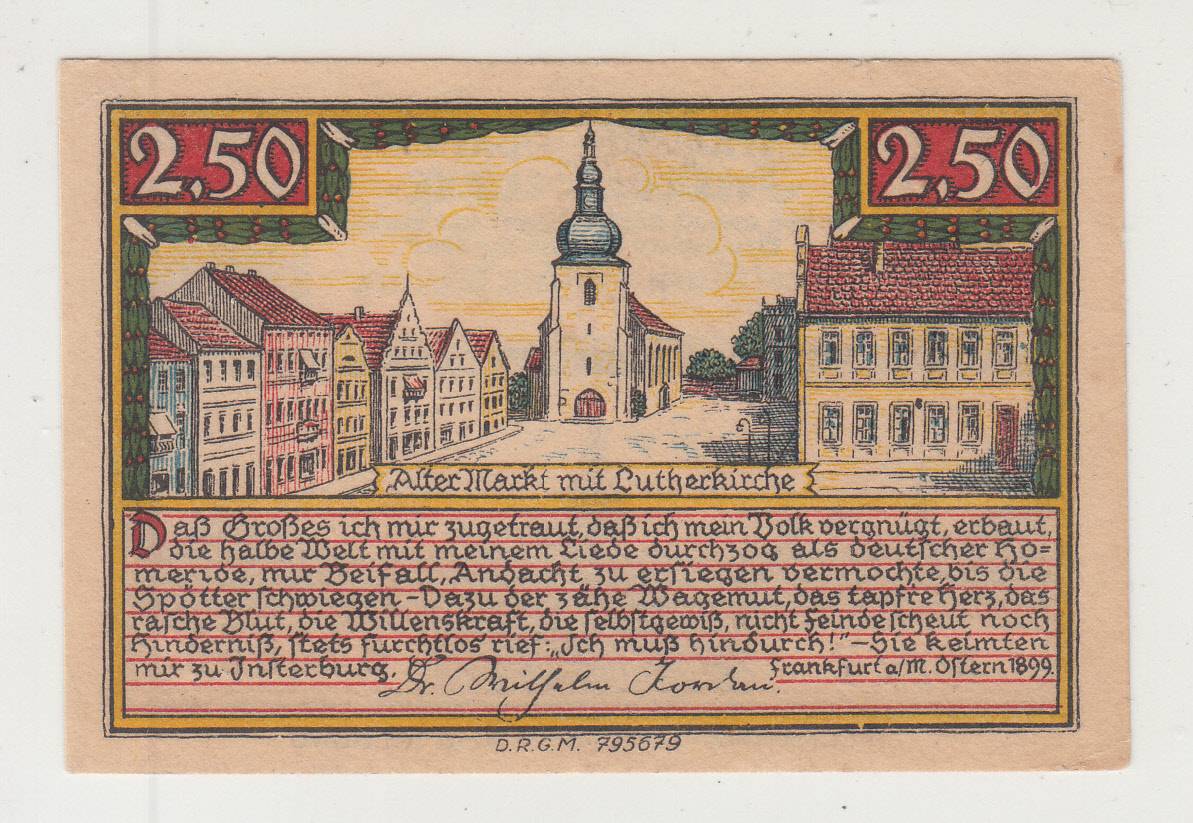 2,50 2,50
Alter Markt mit Lutherkirche
Daß Großes ich mir zugetraut, daß ich mein Volk vergnügt, erbaut,
die halbe Welt mit meinem Liede durchzog als deutscher Ho=
meride, mir Beifall, Andacht zu ersiegen vermochte, bis die
Spötter schwiegen – Dazu der zähe Wagemut, das tapfre Herz, das
rasche Blut, die Willenskraft, die selbstgewiß, nicht Feinde scheut noch
Hinderniß, stets furchtlos rief: „Ich muß hindurch!" – Sie keimten
mir zu Insterburg. Frankfurt a/M. Ostern 1899.
Dr. Wilhelm Jordan.
D.R.G.M. 795679